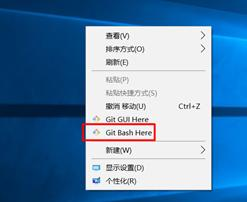 查看(V)
排序方式(O)
刷新(E)
粘贴(P)
粘贴快捷方式(S)
撤消 移动(U) Ctrl+Z
Git GUI Here
Git Bash Here
新建(W)
显示设置(D)
个性化(R)